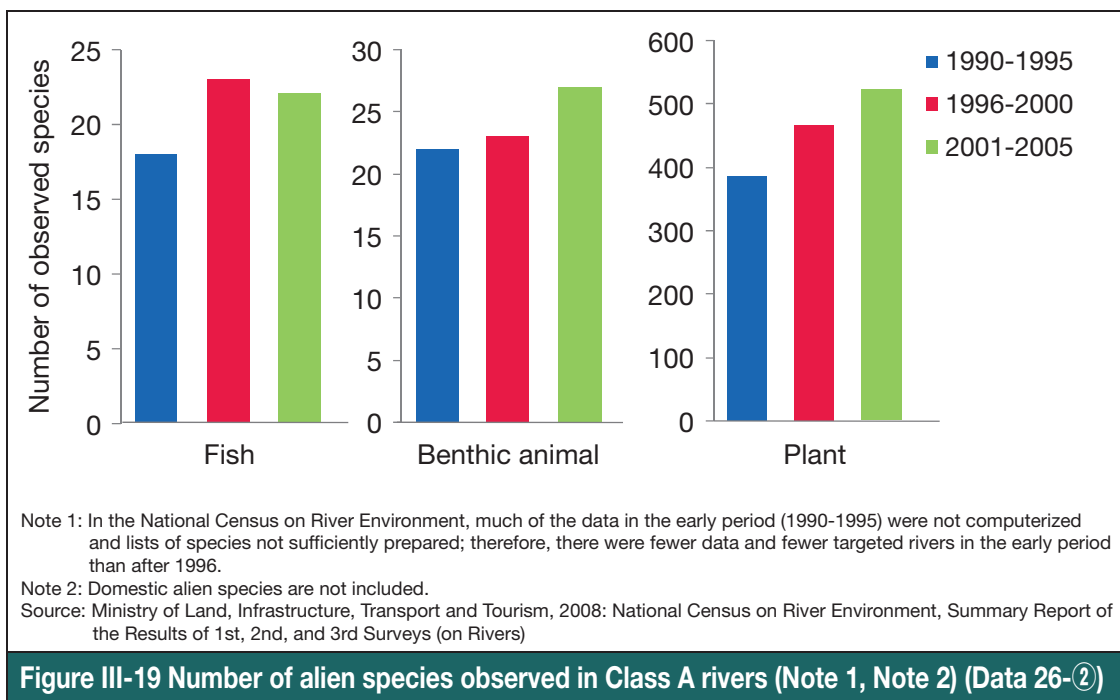 Number of observed species
25
20
15
10
5
0
Fish
30
25
20
15
10
5
0
Benthic animal
600
500
400
300
200
100
0
Plant
1990-1995
1996-2000
2001-2005
Note 1: In the National Census on River Environment, much of the data in the early period (1990-1995) were not computerized
and lists of species not sufficiently prepared; therefore, there were fewer data and fewer targeted rivers in the early period
than after 1996.
Note 2: Domestic alien species are not included.
Source: Ministry of Land, Infrastructure, Transport and Tourism, 2008: National Census on River Environment, Summary Report of
the Results of 1st, 2nd, and 3rd Surveys (on Rivers)
Figure III-19 Number of alien species observed in Class A rivers (Note 1, Note 2) (Data 26-②)